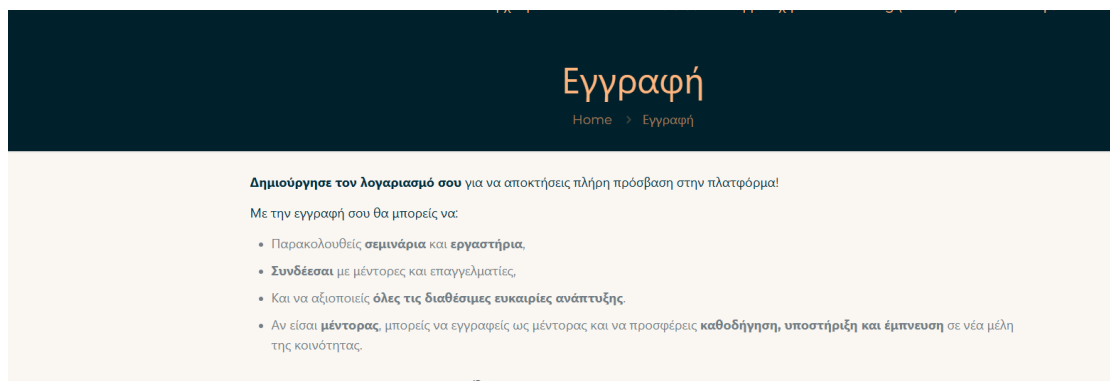 Εγγραφή
Home > Εγγραφή
Δημιούργησε τον λογαριασμό σου για να αποκτήσεις πλήρη πρόσβαση στην πλατφόρμα!
Με την εγγραφή σου θα μπορείς να:
• Παρακολουθείς σεμινάρια και εργαστήρια,
• Συνδέεσαι με μέντορες και επαγγελματίες,
• Και να αξιοποιείς όλες τις διαθέσιμες ευκαιρίες ανάπτυξης.
• Αν είσαι μέντορας, μπορείς να εγγραφείς ως μέντορας και να προσφέρεις καθοδήγηση, υποστήριξη και έμπνευση σε νέα μέλη
της κοινότητας.